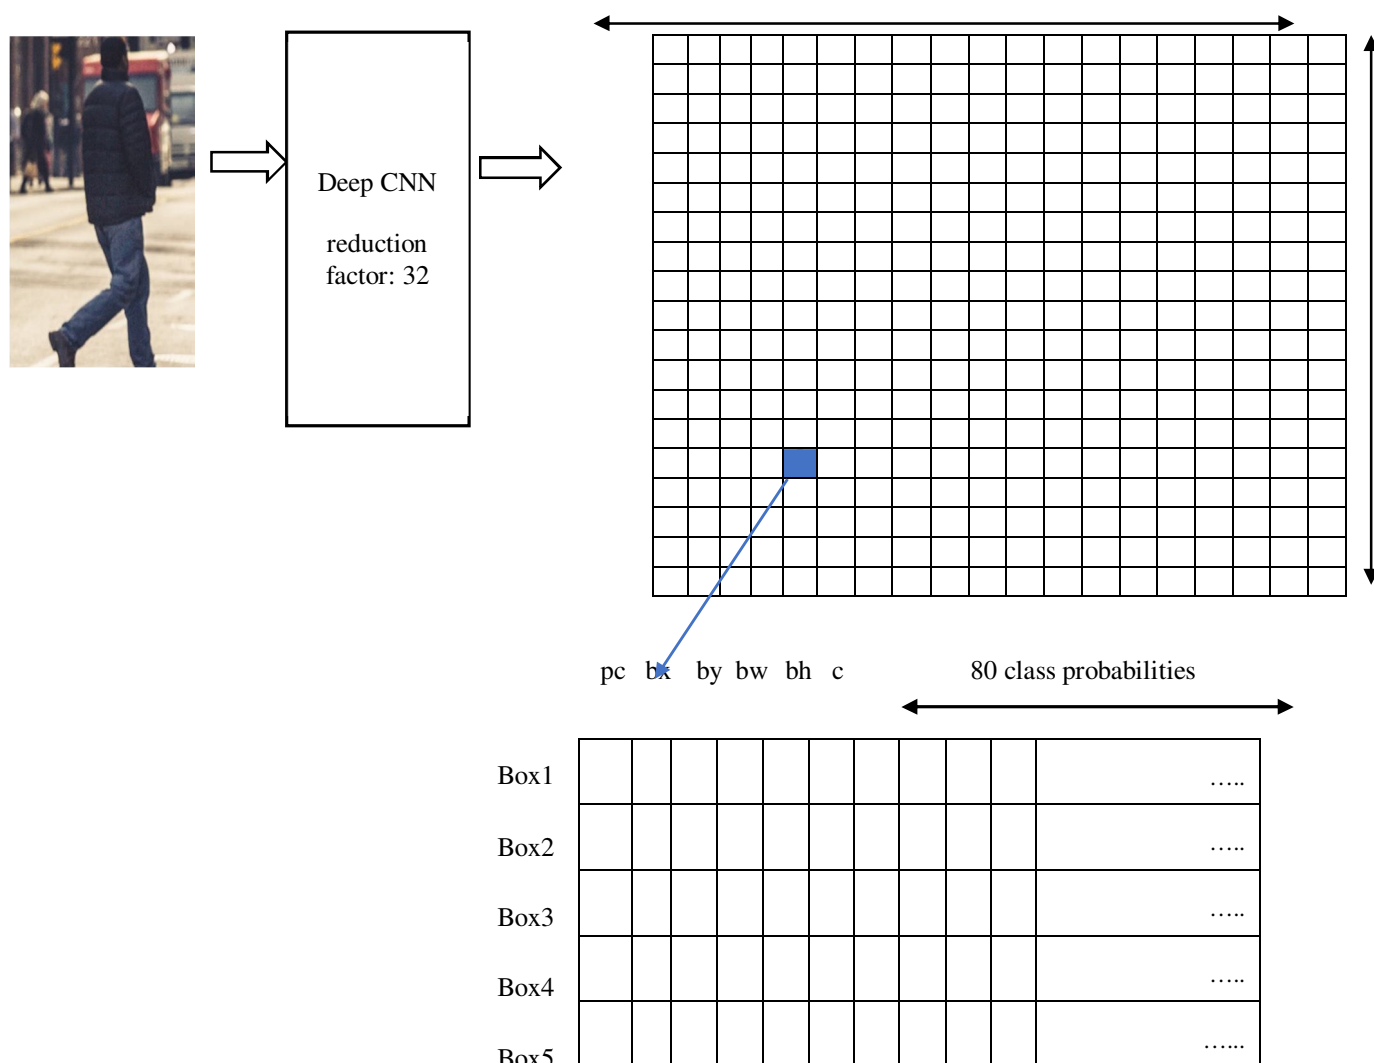 Deep CNN
reduction
factor: 32
pc bx by bw bh c 80 class probabilities
Box1 .....
Box2 .....
Box3 .....
Box4 .....
Box5 ......